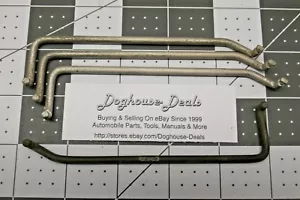 Doghouse-Deals
Buying & Selling On eBay Since 1999
Automobile Parts, Tools, Manuals & More
http://stores.ebay.com/Doghouse-Deals